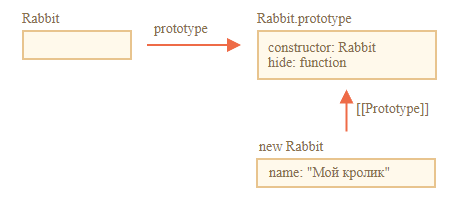 Rabbit
prototype
Rabbit.prototype
constructor: Rabbit
hide: function
[[Prototype]]
new Rabbit
name: "Мой кролик"